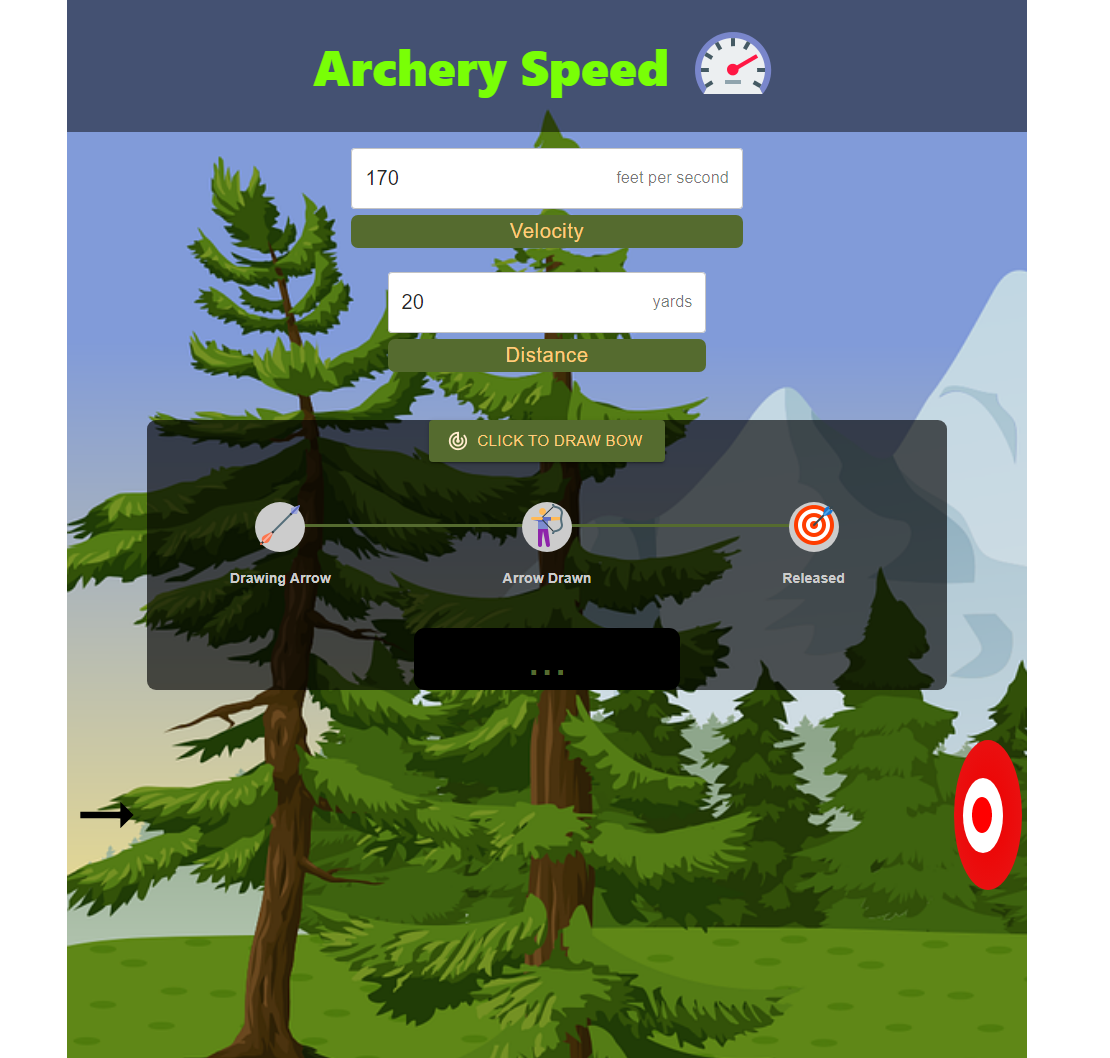 Archery Speed
170 feet per second
Velocity
20 yards
Distance
CLICK TO DRAW BOW
Drawing Arrow Arrow Drawn Released
...